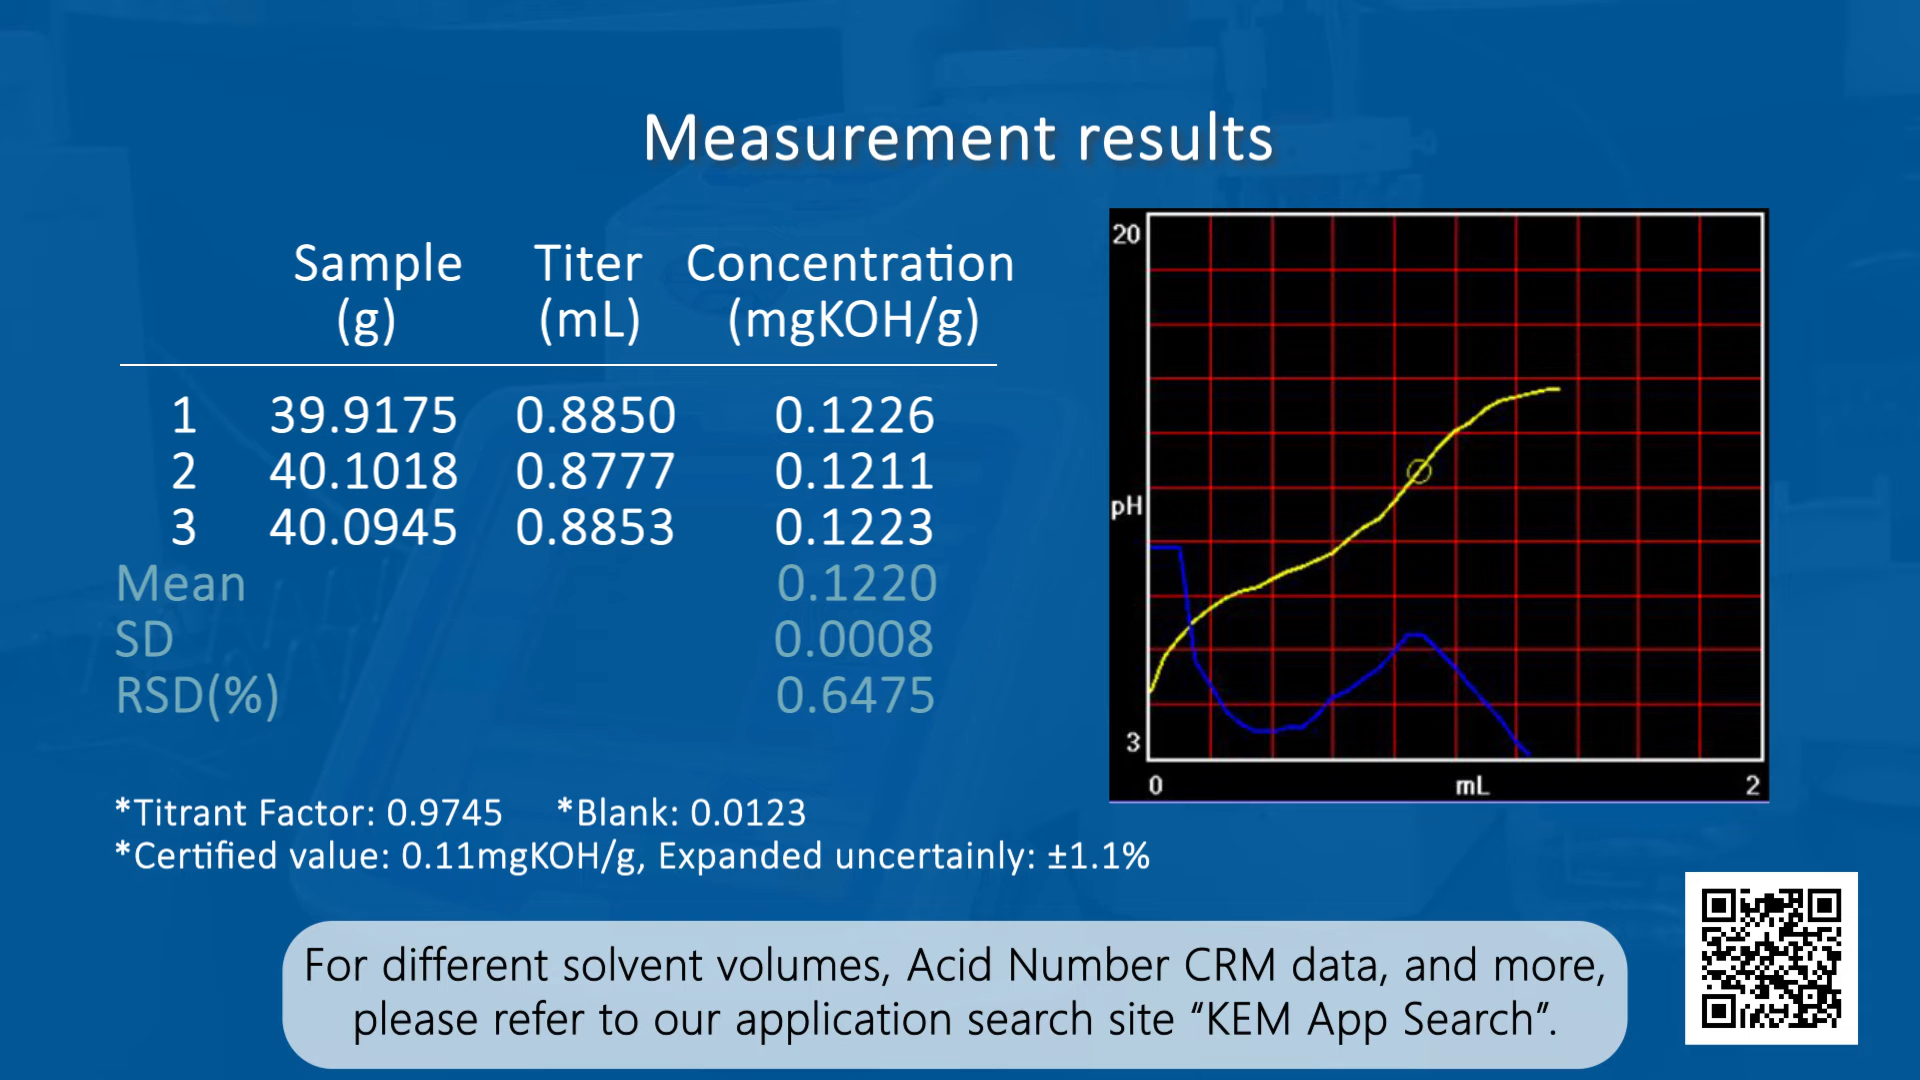 Measurement results
Sample Titer Concentration
(g) (mL) (mgKOH/g)
1 39.9175 0.8850 0.1226
2 40.1018 0.8777 0.1211
3 40.0945 0.8853 0.1223
Mean 0.1220
SD 0.0008
RSD(%) 0.6475
*Titrant Factor: 0.9745 *Blank: 0.0123
*Certified value: 0.11mgKOH/g, Expanded uncertainly: ±1.1%
20
pH
3
0 mL 2
For different solvent volumes, Acid Number CRM data, and more,
please refer to our application search site “KEM App Search”.